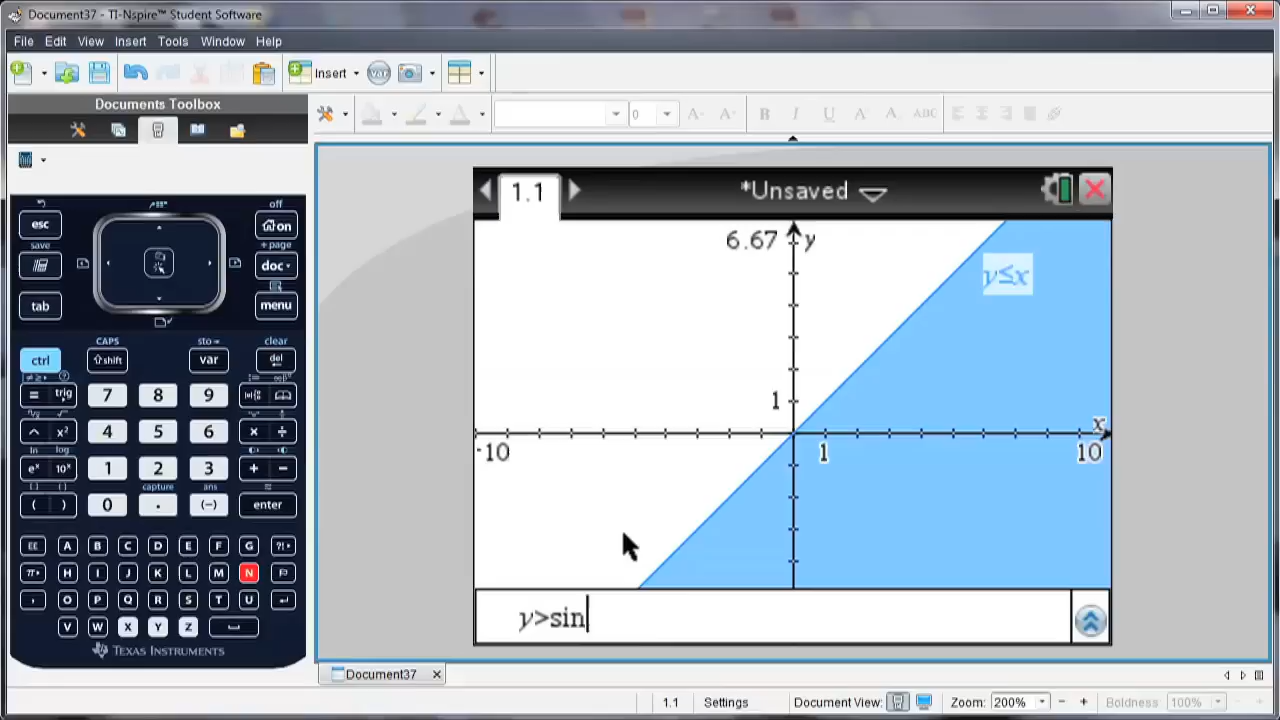 Document37 - TI-Nspire™ Student Software
File Edit View Insert Tools Window Help
Insert var
Documents Toolbox
0 A A B I U A A ABC
1.1 *Unsaved
6.67 y
y≤x
1
x
-10 1 10
y>sin
off
esc on
save + page
doc
tab menu
CAPS sto clear
ctrl shift var del
= trig 7 8 9
^ x² 4 5 6 × ÷
ln log
eˣ 10ˣ 1 2 3 + −
capture ans
( ) 0 . (−) enter
EE A B C D E F G ?!
π H I J K L M N
, O P Q R S T U
V W X Y Z
TEXAS INSTRUMENTS
Document37
1.1 Settings Document View: Zoom: 200% - + Boldness 100% - +